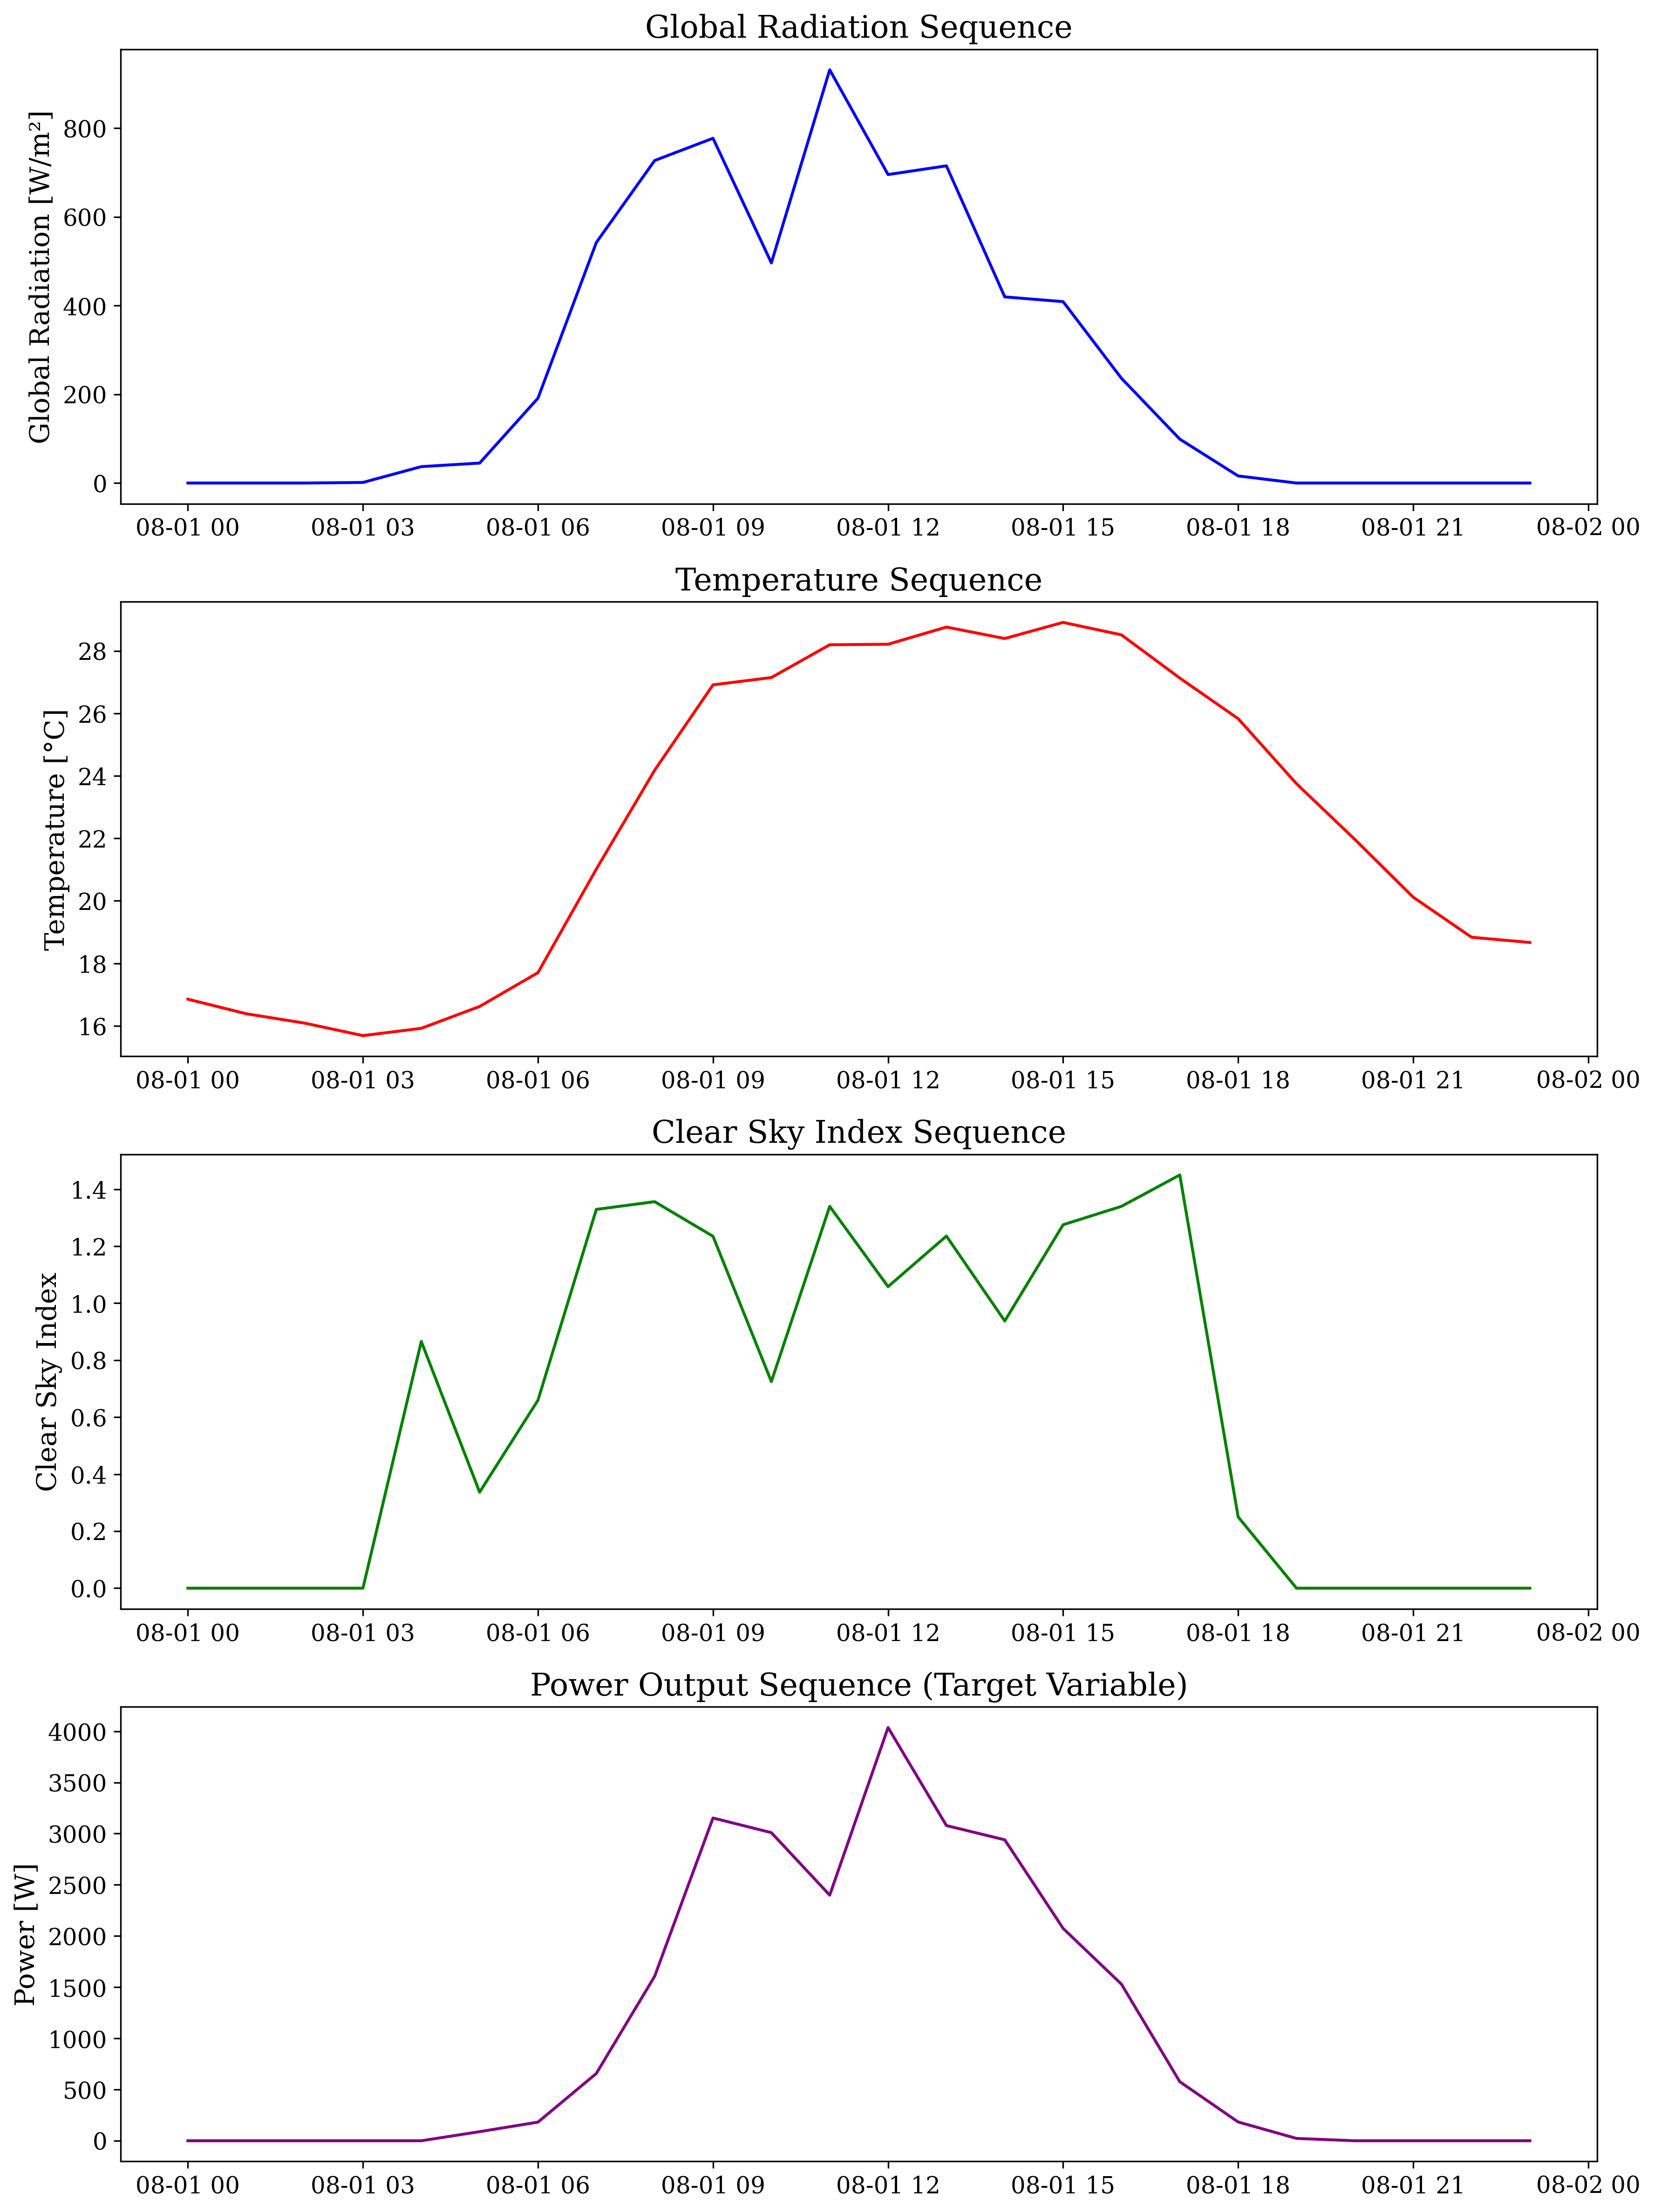 Global Radiation Sequence
Global Radiation [W/m²]
800
600
400
200
0
08-01 00 08-01 03 08-01 06 08-01 09 08-01 12 08-01 15 08-01 18 08-01 21 08-02 00
Temperature Sequence
Temperature [°C]
28
26
24
22
20
18
16
08-01 00 08-01 03 08-01 06 08-01 09 08-01 12 08-01 15 08-01 18 08-01 21 08-02 00
Clear Sky Index Sequence
Clear Sky Index
1.4
1.2
1.0
0.8
0.6
0.4
0.2
0.0
08-01 00 08-01 03 08-01 06 08-01 09 08-01 12 08-01 15 08-01 18 08-01 21 08-02 00
Power Output Sequence (Target Variable)
Power [W]
4000
3500
3000
2500
2000
1500
1000
500
0
08-01 00 08-01 03 08-01 06 08-01 09 08-01 12 08-01 15 08-01 18 08-01 21 08-02 00